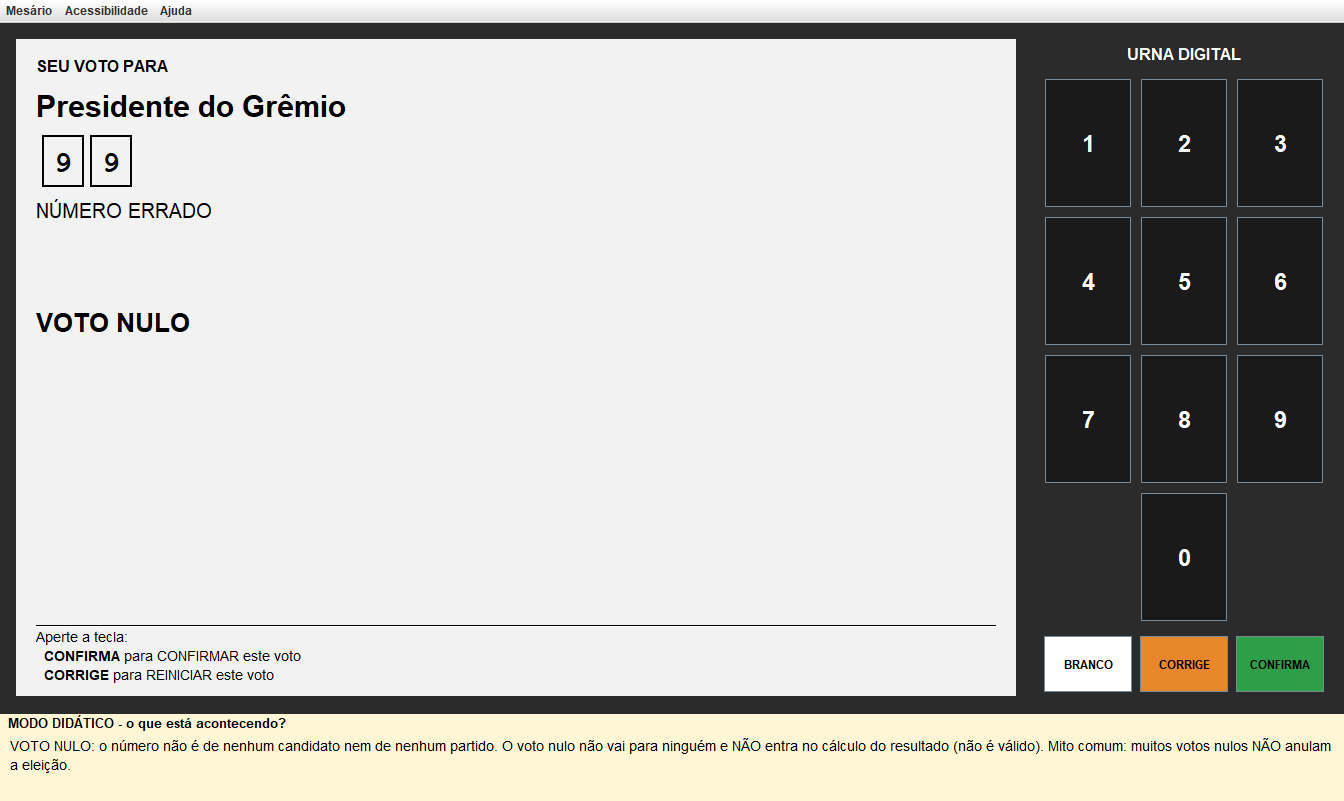 Mesário Acessibilidade Ajuda
SEU VOTO PARA
Presidente do Grêmio
9 9
NÚMERO ERRADO
VOTO NULO
Aperte a tecla:
CONFIRMA para CONFIRMAR este voto
CORRIGE para REINICIAR este voto
URNA DIGITAL
1 2 3
4 5 6
7 8 9
0
BRANCO CORRIGE CONFIRMA
MODO DIDÁTICO - o que está acontecendo?
VOTO NULO: o número não é de nenhum candidato nem de nenhum partido. O voto nulo não vai para ninguém e NÃO entra no cálculo do resultado (não é válido). Mito comum: muitos votos nulos NÃO anulam
a eleição.